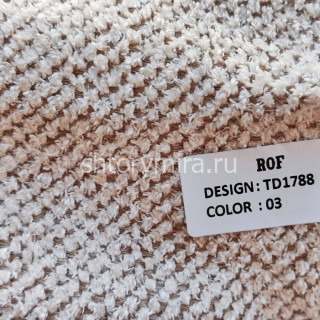 shtorymira.ru
ROF
DESIGN: TD1788
COLOR : 03